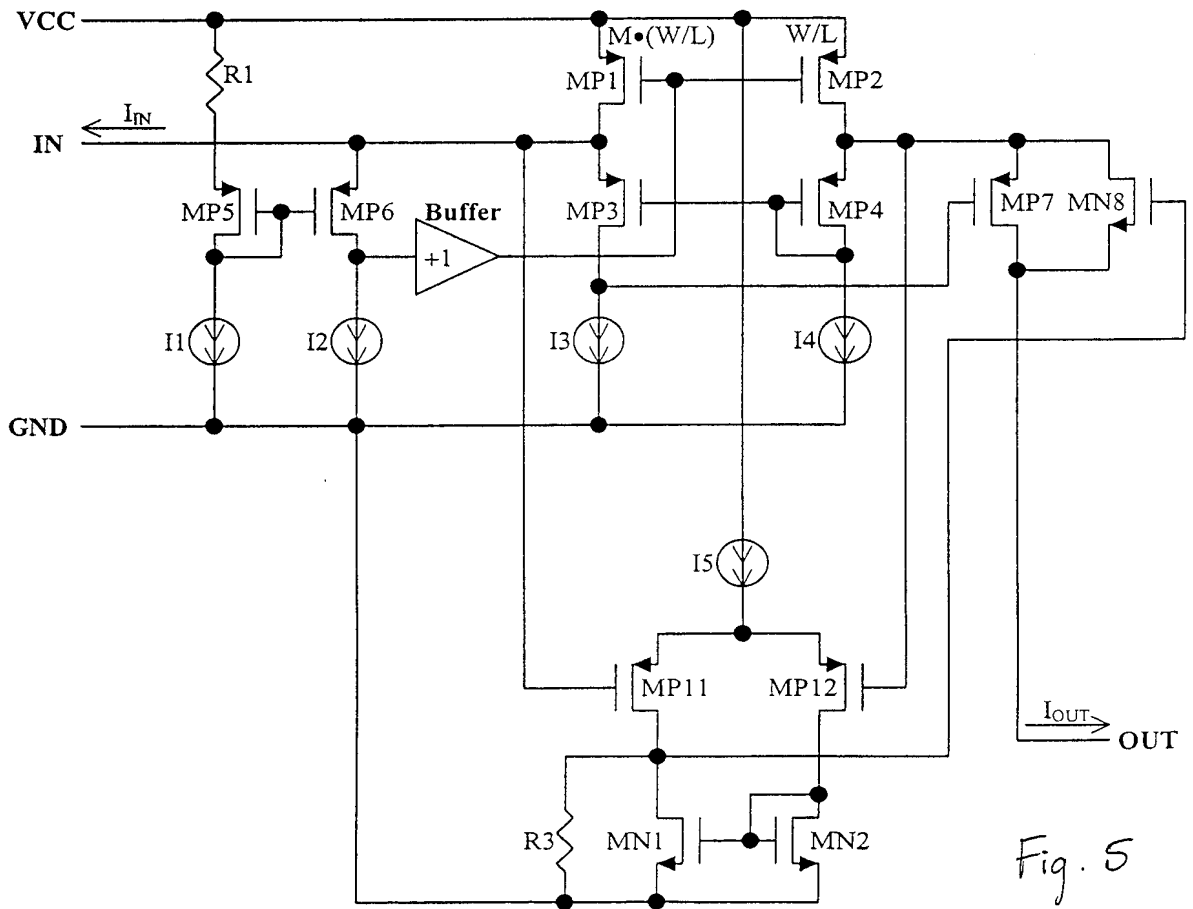 VCC
M•(W/L)
W/L
R1
MP1
MP2
IIN
IN
MP5
MP6
Buffer
+1
MP3
MP4
MP7
MN8
I1
I2
I3
I4
GND
I5
MP11
MP12
IOUT
OUT
R3
MN1
MN2
Fig. 5